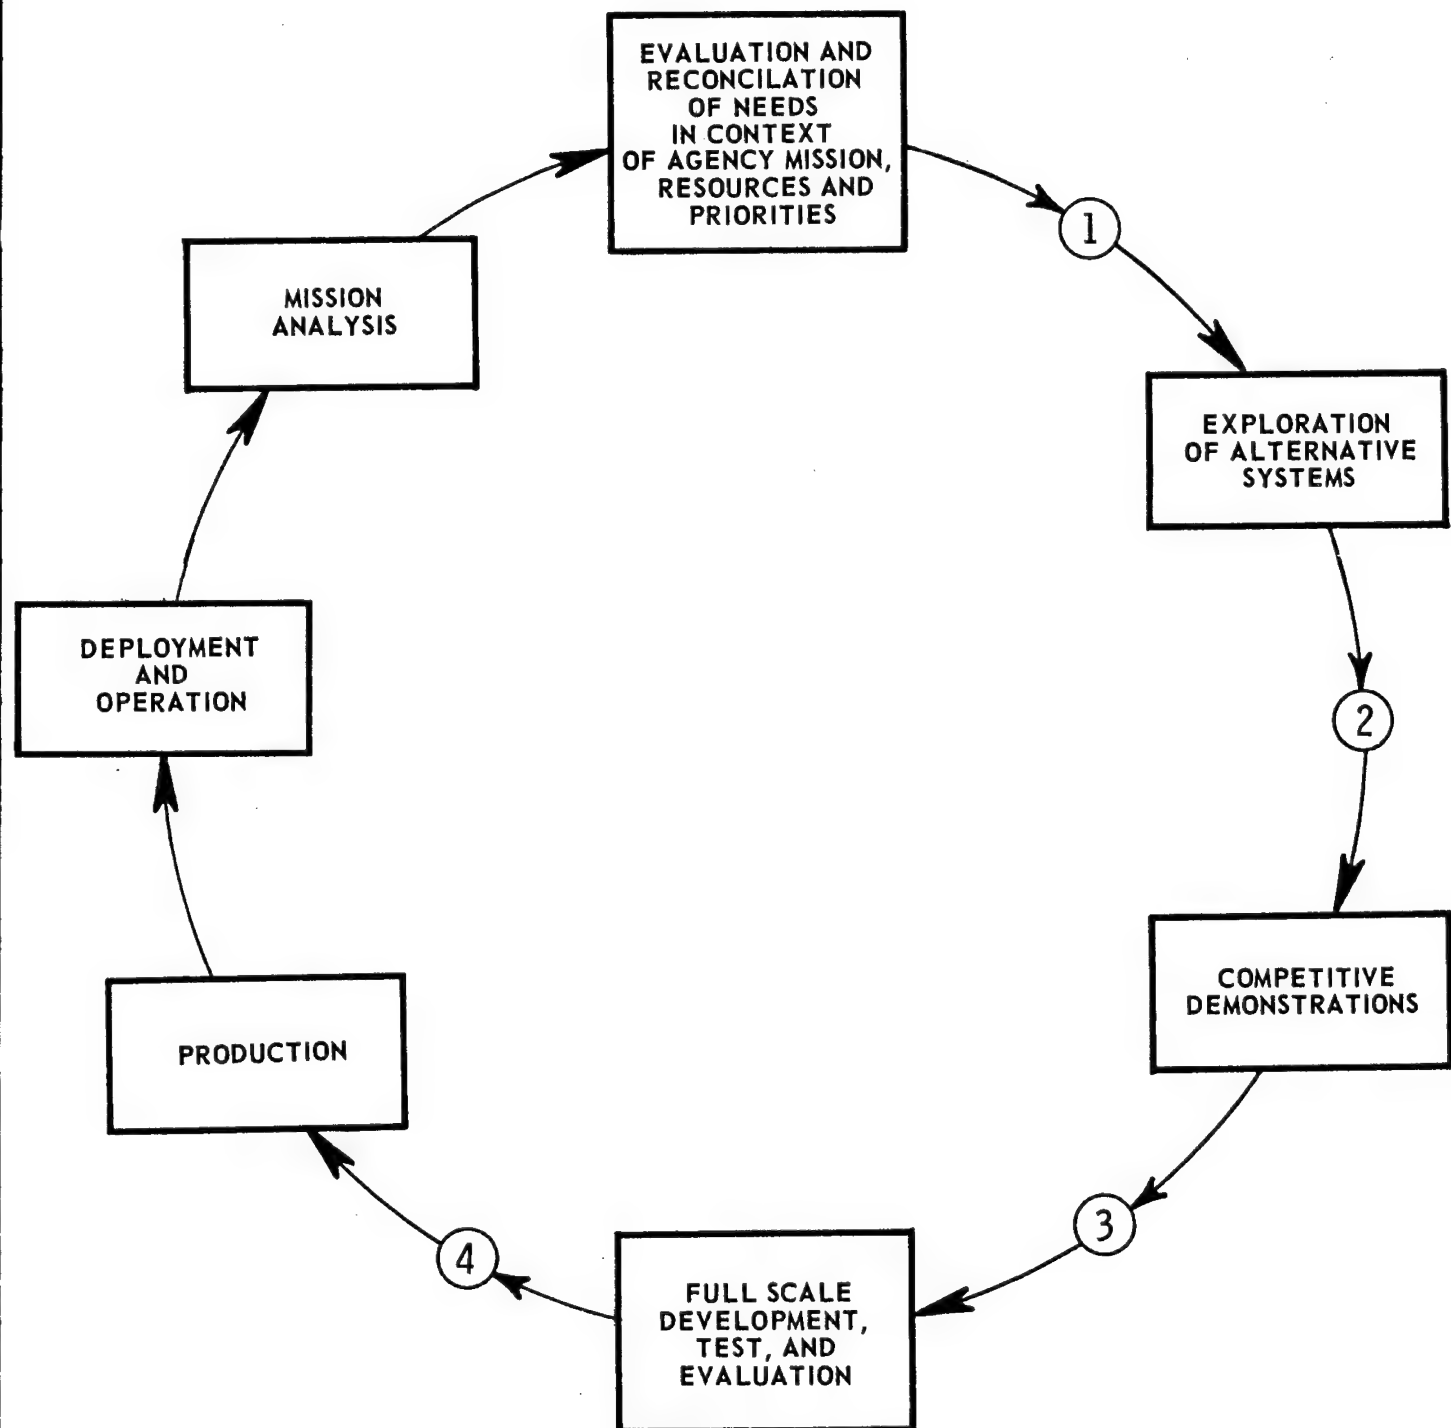 EVALUATION AND
RECONCILATION
OF NEEDS
IN CONTEXT
OF AGENCY MISSION,
RESOURCES AND
PRIORITIES
1
MISSION
ANALYSIS
EXPLORATION
OF ALTERNATIVE
SYSTEMS
DEPLOYMENT
AND
OPERATION
2
COMPETITIVE
DEMONSTRATIONS
PRODUCTION
3
4
FULL SCALE
DEVELOPMENT,
TEST, AND
EVALUATION